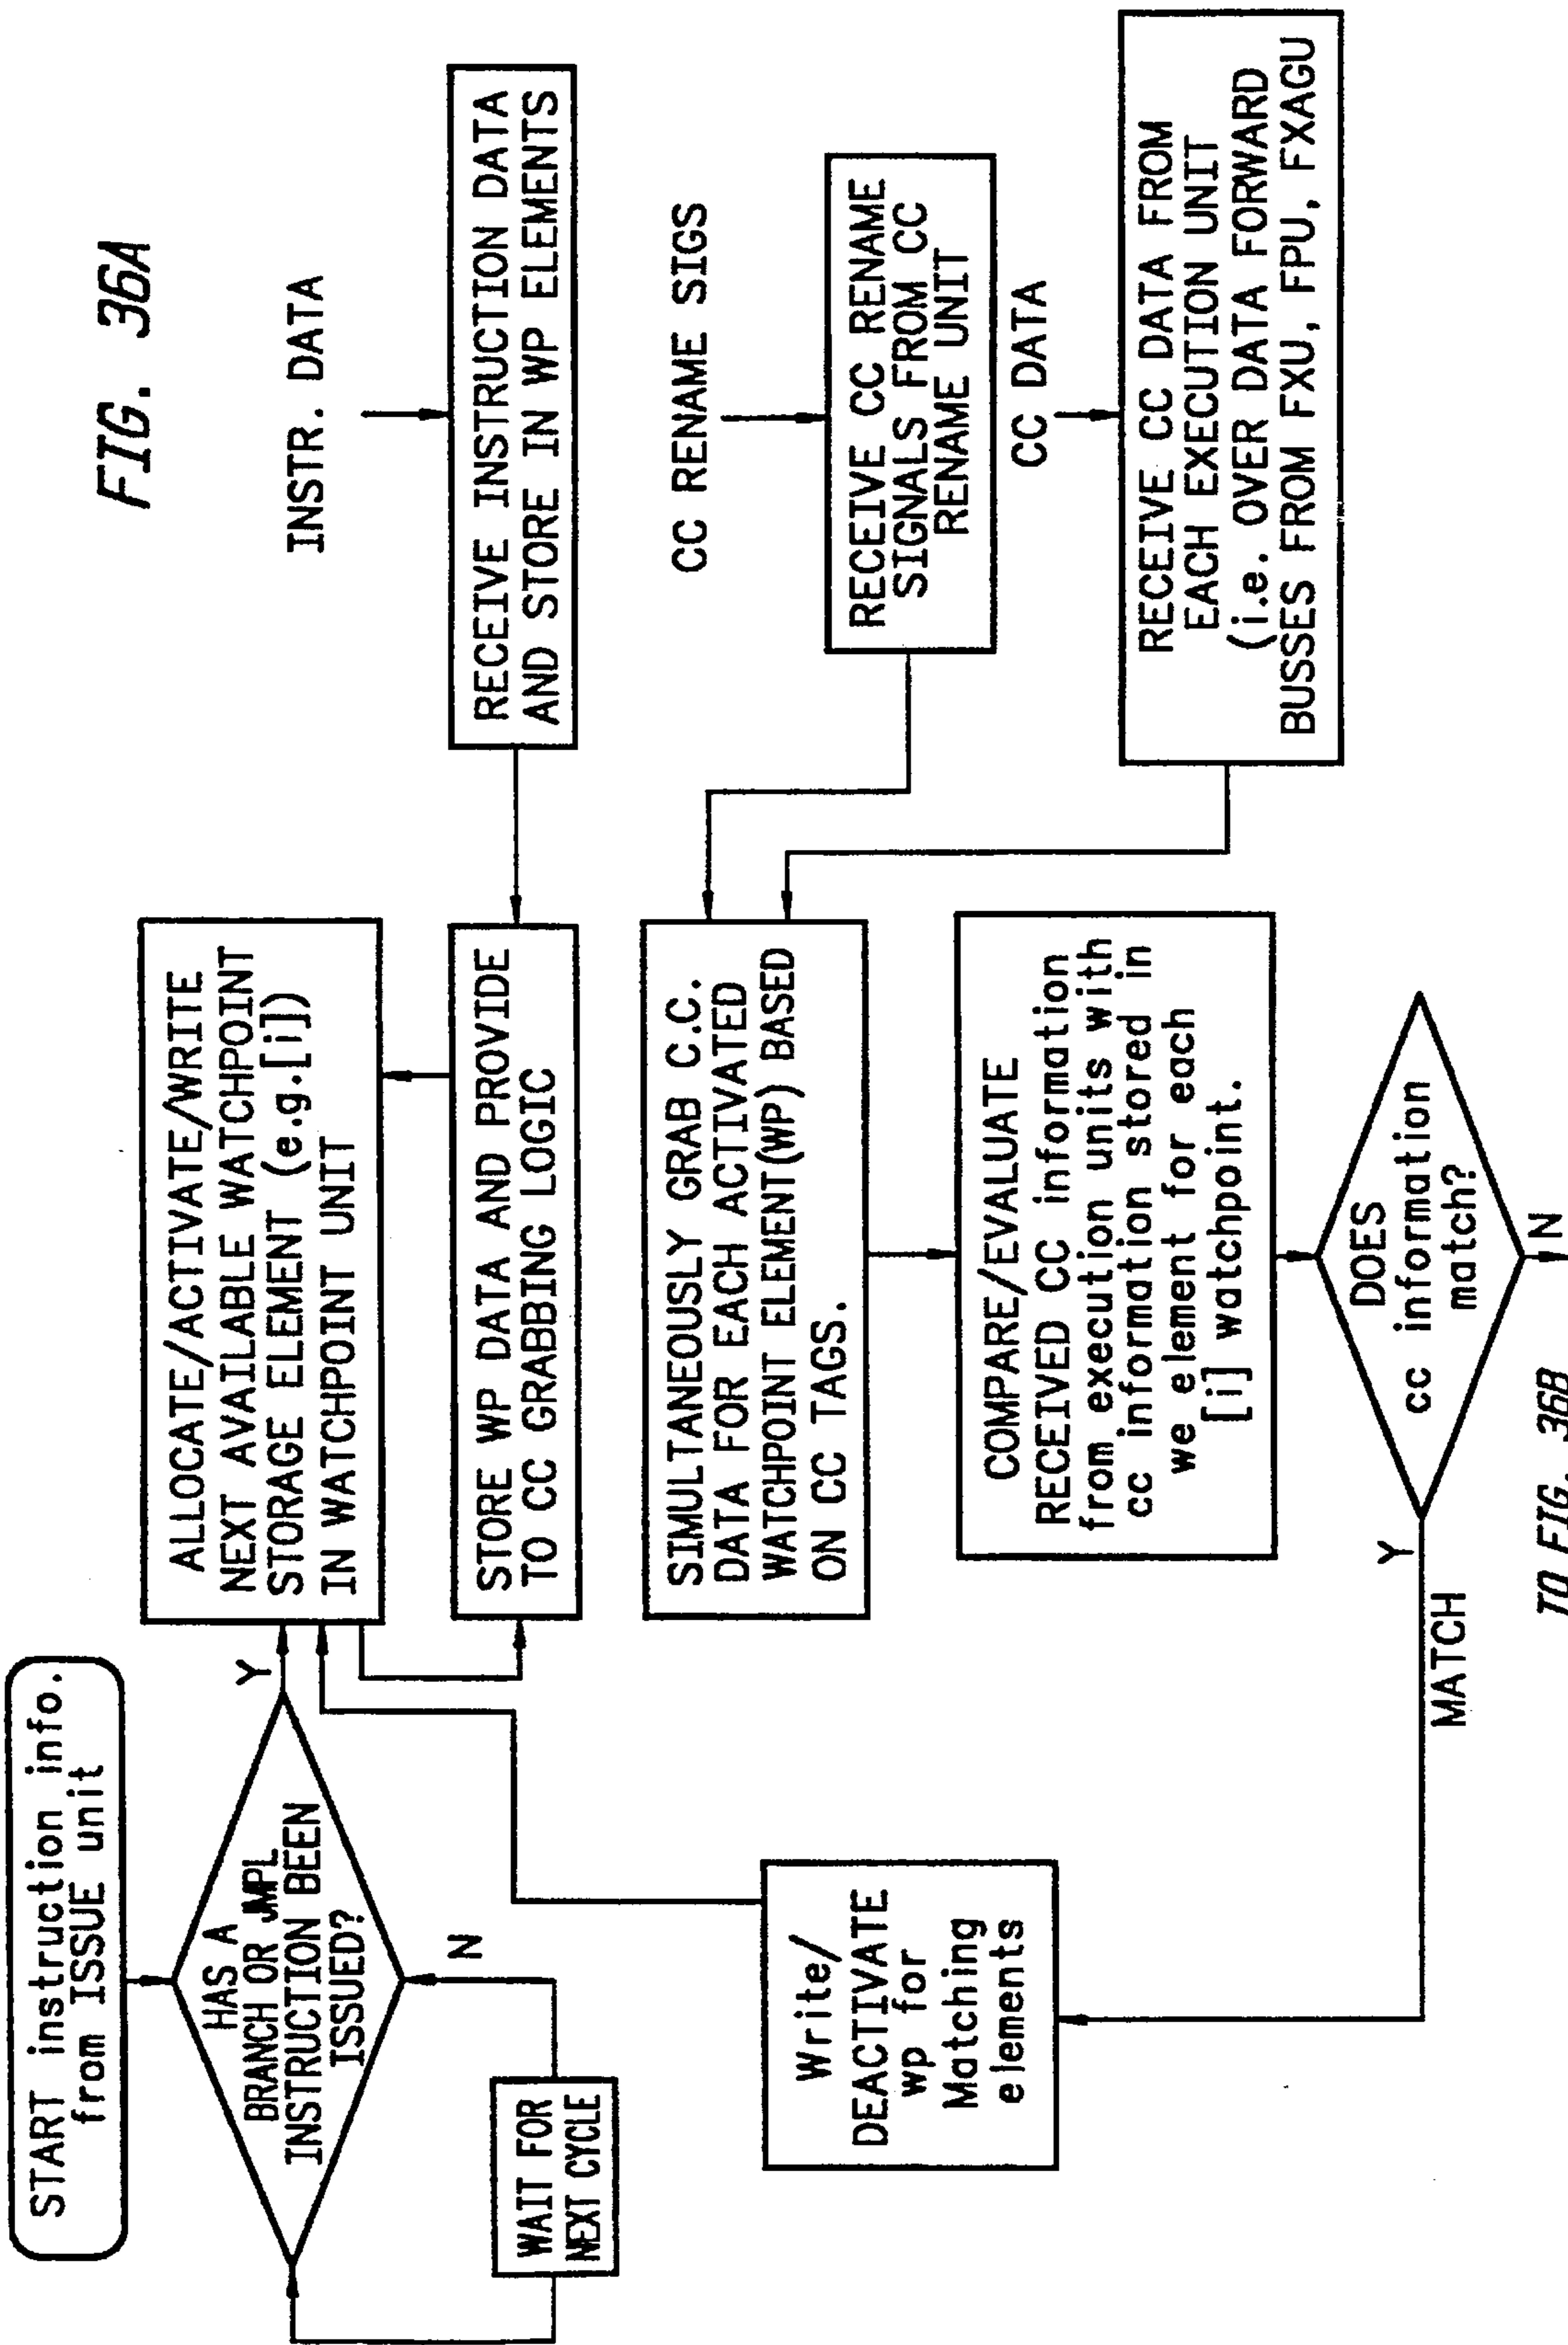 FIG. 36A
START instruction info.
from ISSUE unit
HAS A
BRANCH OR JMPL
INSTRUCTION BEEN
ISSUED?
Y
N
WAIT FOR
NEXT CYCLE
ALLOCATE/ACTIVATE/WRITE
NEXT AVAILABLE WATCHPOINT
STORAGE ELEMENT (e.g.[i])
IN WATCHPOINT UNIT
INSTR. DATA
RECEIVE INSTRUCTION DATA
AND STORE IN WP ELEMENTS
STORE WP DATA AND PROVIDE
TO CC GRABBING LOGIC
CC RENAME SIGS
RECEIVE CC RENAME
SIGNALS FROM CC
RENAME UNIT
CC DATA
RECEIVE CC DATA FROM
EACH EXECUTION UNIT
(i.e. OVER DATA FORWARD
BUSSES FROM FXU, FPU, FXAGU
SIMULTANEOUSLY GRAB C.C.
DATA FOR EACH ACTIVATED
WATCHPOINT ELEMENT(WP) BASED
ON CC TAGS.
COMPARE/EVALUATE
RECEIVED CC information
from execution units with
cc information stored in
we element for each
[i] watchpoint.
DOES
cc information
match?
Y
MATCH
N
Write/
DEACTIVATE
wp for
Matching
elements
TO FIG. 36B